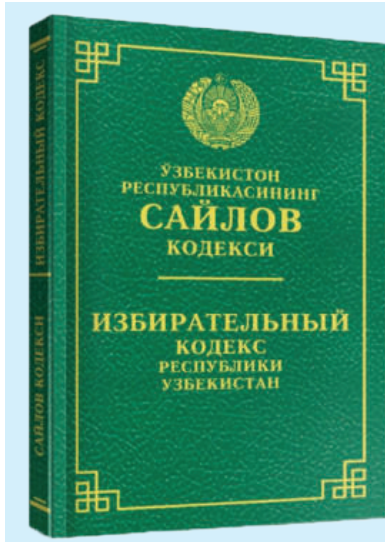 ЎЗБЕКИСТОН
РЕСПУБЛИКАСИНИНГ
САЙЛОВ
КОДЕКСИ
ИЗБИРАТЕЛЬНЫЙ
КОДЕКС
РЕСПУБЛИКИ
УЗБЕКИСТАН
САЙЛОВ КОДЕКСИ
ИЗБИРАТЕЛЬНЫЙ КОДЕКС